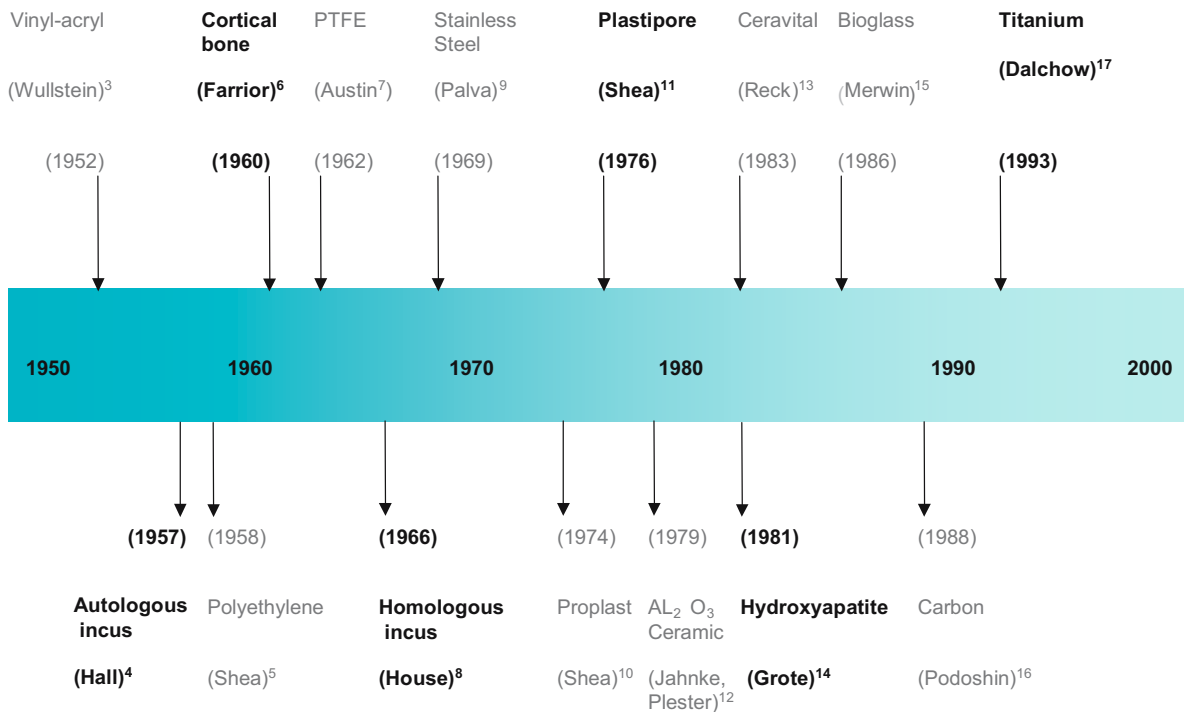 Vinyl-acryl
(Wullstein)³
(1952)
Cortical
bone
(Farrior)⁶
(1960)
PTFE
(Austin⁷)
(1962)
Stainless
Steel
(Palva)⁹
(1969)
Plastipore
(Shea)¹¹
(1976)
Ceravital
(Reck)¹³
(1983)
Bioglass
(Merwin)¹⁵
(1986)
Titanium
(Dalchow)¹⁷
(1993)
1950 1960 1970 1980 1990 2000
(1957)
Autologous
incus
(Hall)⁴
(1958)
Polyethylene
(Shea)⁵
(1966)
Homologous
incus
(House)⁸
(1974)
Proplast
(Shea)¹⁰
(1979)
AL₂ O₃
Ceramic
(Jahnke,
Plester)¹²
(1981)
Hydroxyapatite
(Grote)¹⁴
(1988)
Carbon
(Podoshin)¹⁶